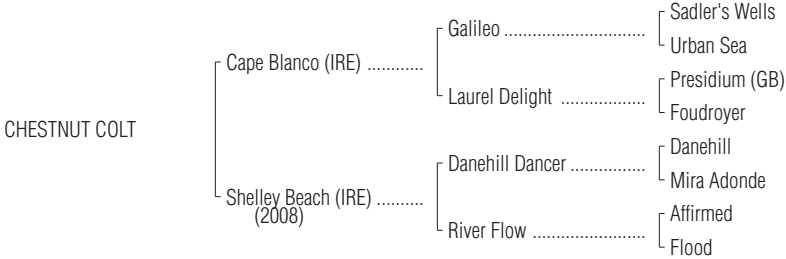 CHESTNUT COLT
Cape Blanco (IRE) ............
Galileo ..............................
Sadler's Wells
Urban Sea
Laurel Delight ..................
Presidium (GB)
Foudroyer
Shelley Beach (IRE) ..........
(2008)
Danehill Dancer ................
Danehill
Mira Adonde
River Flow ........................
Affirmed
Flood